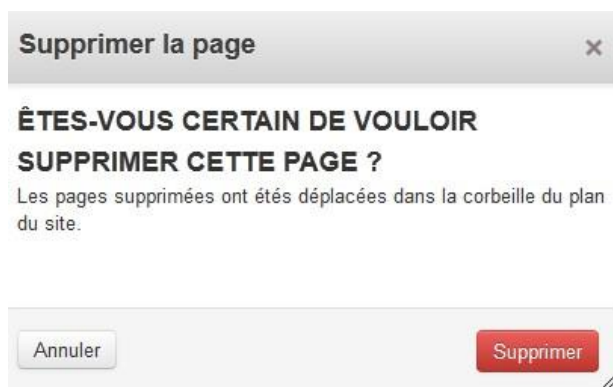 Supprimer la page ×
ÊTES-VOUS CERTAIN DE VOULOIR
SUPPRIMER CETTE PAGE ?
Les pages supprimées ont étés déplacées dans la corbeille du plan
du site.
Annuler Supprimer